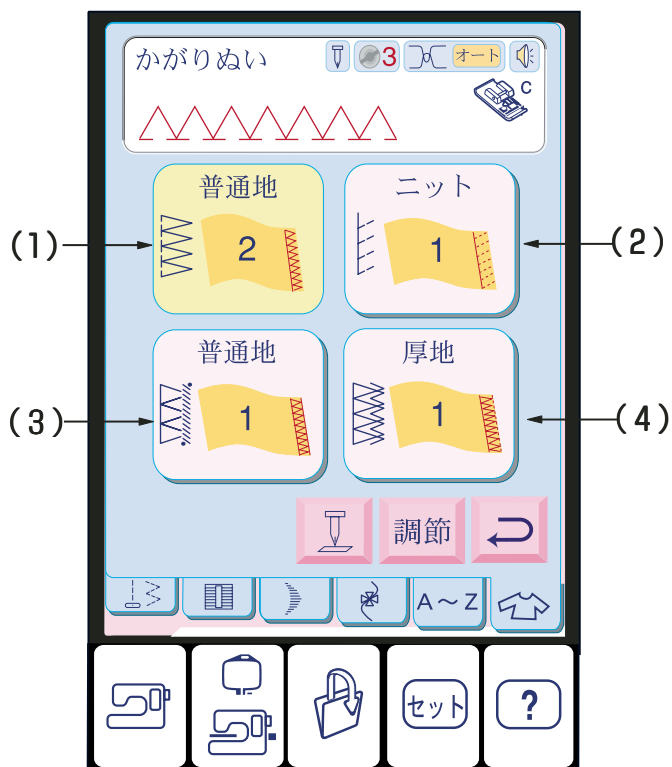 かがりぬい 3 オート
C
普通地 ニット
(1) 2 1 (2)
普通地 厚地
(3) 1 1 (4)
調節
A～Z
セット ?